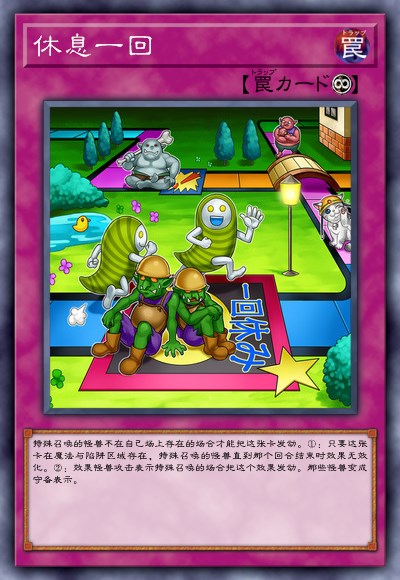 休息一回
トラップ
罠
トラップ
【罠カード】
一回休み
特殊召唤的怪兽不在自己场上存在的场合才能把这张卡发动。①：只要这张
卡在魔法与陷阱区域存在，特殊召唤的怪兽直到那个回合结束时效果无效
化。②：效果怪兽攻击表示特殊召唤的场合把这个效果发动。那些怪兽变成
守备表示。